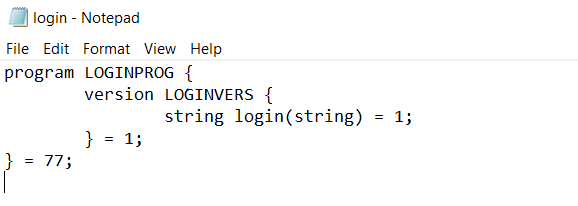 login - Notepad
File Edit Format View Help
program LOGINPROG {
        version LOGINVERS {
                string login(string) = 1;
        } = 1;
} = 77;